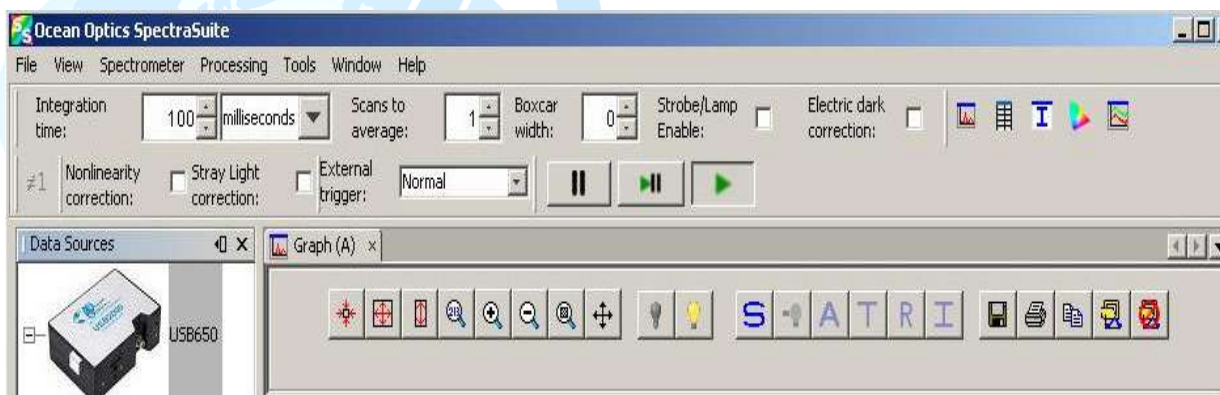 Ocean Optics SpectraSuite
File View Spectrometer Processing Tools Window Help
Integration time: 100 milliseconds Scans to average: 1 Boxcar width: 0 Strobe/Lamp Enable: Electric dark correction:
≠1 Nonlinearity correction: Stray Light correction: External trigger: Normal
Data Sources Graph (A)
S A T R I
USB650